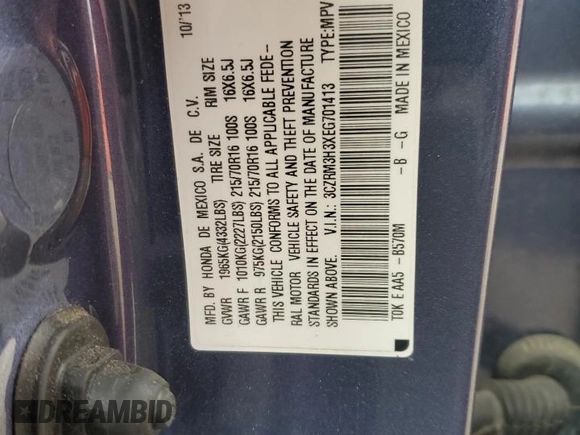 MFD. BY HONDA DE MEXICO S.A. DE C.V. 10/'13
GVWR 1965KG(4332LBS) TIRE SIZE RIM SIZE
GAWR F 1010KG(2227LBS) 215/70R16 100S 16X6.5J
GAWR R 975KG(2150LBS) 215/70R16 100S 16X6.5J
THIS VEHICLE CONFORMS TO ALL APPLICABLE FEDE-
RAL MOTOR VEHICLE SAFETY AND THEFT PREVENTION
STANDARDS IN EFFECT ON THE DATE OF MANUFACTURE
SHOWN ABOVE. V.I.N.: 3CZRM3H3XEG701413 TYPE:MPV
TOK E AA5 -B570M -B -G MADE IN MEXICO
DREAMBID